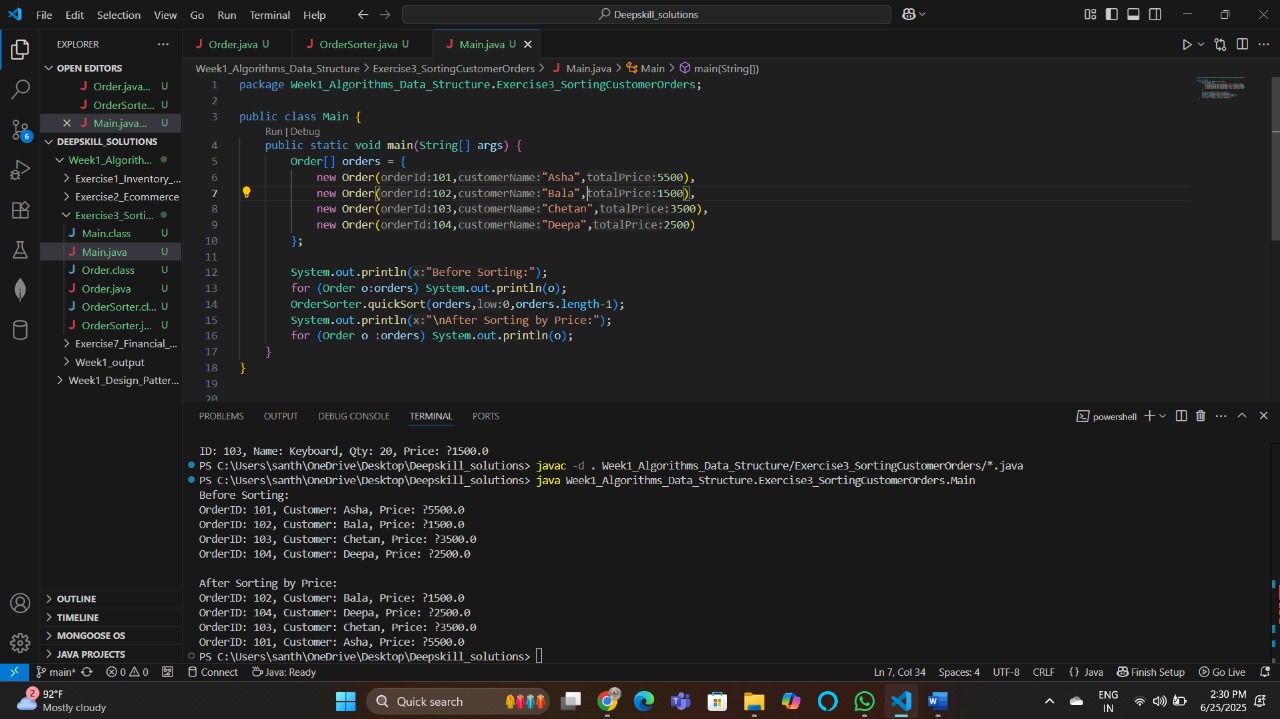 File Edit Selection View Go Run Terminal Help
Deepskill_solutions
EXPLORER
OPEN EDITORS
Order.java... U
OrderSorte... U
Main.java... U
DEEPSKILL_SOLUTIONS
Week1_Algorith...
Exercise1_Inventory_...
Exercise2_Ecommerce
Exercise3_Sorti...
Main.class U
Main.java U
Order.class U
Order.java U
OrderSorter.cl... U
OrderSorter.j... U
Exercise7_Financial_...
Week1_output
Week1_Design_Patter...
OUTLINE
TIMELINE
MONGOOSE OS
JAVA PROJECTS
6
Order.java U OrderSorter.java U Main.java U
Week1_Algorithms_Data_Structure > Exercise3_SortingCustomerOrders > Main.java > Main > main(String[])
1 package Week1_Algorithms_Data_Structure.Exercise3_SortingCustomerOrders;
2
3 public class Main {
Run | Debug
4 public static void main(String[] args) {
5 Order[] orders = {
6 new Order(orderId:101,customerName:"Asha",totalPrice:5500),
7 new Order(orderId:102,customerName:"Bala",totalPrice:1500),
8 new Order(orderId:103,customerName:"Chetan",totalPrice:3500),
9 new Order(orderId:104,customerName:"Deepa",totalPrice:2500)
10 };
11
12 System.out.println(x:"Before Sorting:");
13 for (Order o:orders) System.out.println(o);
14 OrderSorter.quickSort(orders,low:0,orders.length-1);
15 System.out.println(x:"\nAfter Sorting by Price:");
16 for (Order o :orders) System.out.println(o);
17 }
18 }
19
20
PROBLEMS OUTPUT DEBUG CONSOLE TERMINAL PORTS
powershell
ID: 103, Name: Keyboard, Qty: 20, Price: ?1500.0
PS C:\Users\santh\OneDrive\Desktop\Deepskill_solutions> javac -d . Week1_Algorithms_Data_Structure/Exercise3_SortingCustomerOrders/*.java
PS C:\Users\santh\OneDrive\Desktop\Deepskill_solutions> java Week1_Algorithms_Data_Structure.Exercise3_SortingCustomerOrders.Main
Before Sorting:
OrderID: 101, Customer: Asha, Price: ?5500.0
OrderID: 102, Customer: Bala, Price: ?1500.0
OrderID: 103, Customer: Chetan, Price: ?3500.0
OrderID: 104, Customer: Deepa, Price: ?2500.0
After Sorting by Price:
OrderID: 102, Customer: Bala, Price: ?1500.0
OrderID: 104, Customer: Deepa, Price: ?2500.0
OrderID: 103, Customer: Chetan, Price: ?3500.0
OrderID: 101, Customer: Asha, Price: ?5500.0
PS C:\Users\santh\OneDrive\Desktop\Deepskill_solutions>
main* 0 0 Connect Java: Ready Ln 7, Col 34 Spaces: 4 UTF-8 CRLF { } Java Finish Setup Go Live
2 92°F
Mostly cloudy
Quick search
ENG
IN
2:30 PM
6/25/2025